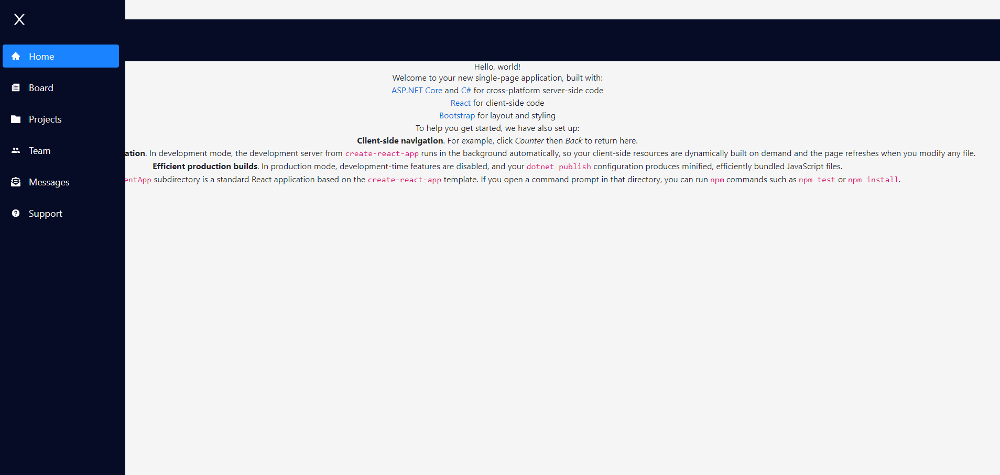 Home
Board
Projects
Team
Messages
Support
Hello, world!
Welcome to your new single-page application, built with:
ASP.NET Core and C# for cross-platform server-side code
React for client-side code
Bootstrap for layout and styling
To help you get started, we have also set up:
Client-side navigation. For example, click Counter then Back to return here.
ation. In development mode, the development server from create-react-app runs in the background automatically, so your client-side resources are dynamically built on demand and the page refreshes when you modify any file.
Efficient production builds. In production mode, development-time features are disabled, and your dotnet publish configuration produces minified, efficiently bundled JavaScript files.
entApp subdirectory is a standard React application based on the create-react-app template. If you open a command prompt in that directory, you can run npm commands such as npm test or npm install.